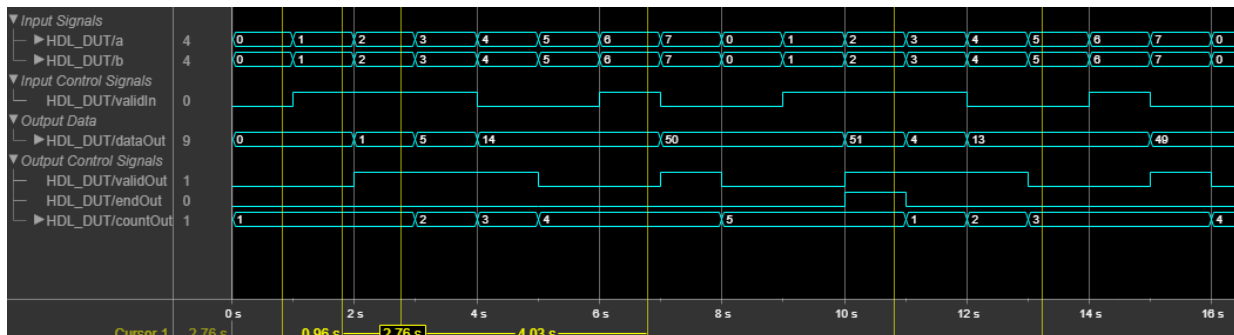 ▼ Input Signals
▶HDL_DUT/a 4 0 1 2 3 4 5 6 7 0 1 2 3 4 5 6 7 0
▶HDL_DUT/b 4 0 1 2 3 4 5 6 7 0 1 2 3 4 5 6 7 0
▼ Input Control Signals
HDL_DUT/validIn 0
▼ Output Data
▶HDL_DUT/dataOut 9 0 1 5 14 50 51 4 13 49
▼ Output Control Signals
HDL_DUT/validOut 1
HDL_DUT/endOut 0
▶HDL_DUT/countOut 1 1 2 3 4 5 1 2 3 4
0 s 2 s 4 s 6 s 8 s 10 s 12 s 14 s 16 s
Cursor 1 2.76 s 0.96 s 2.76 s 4.03 s